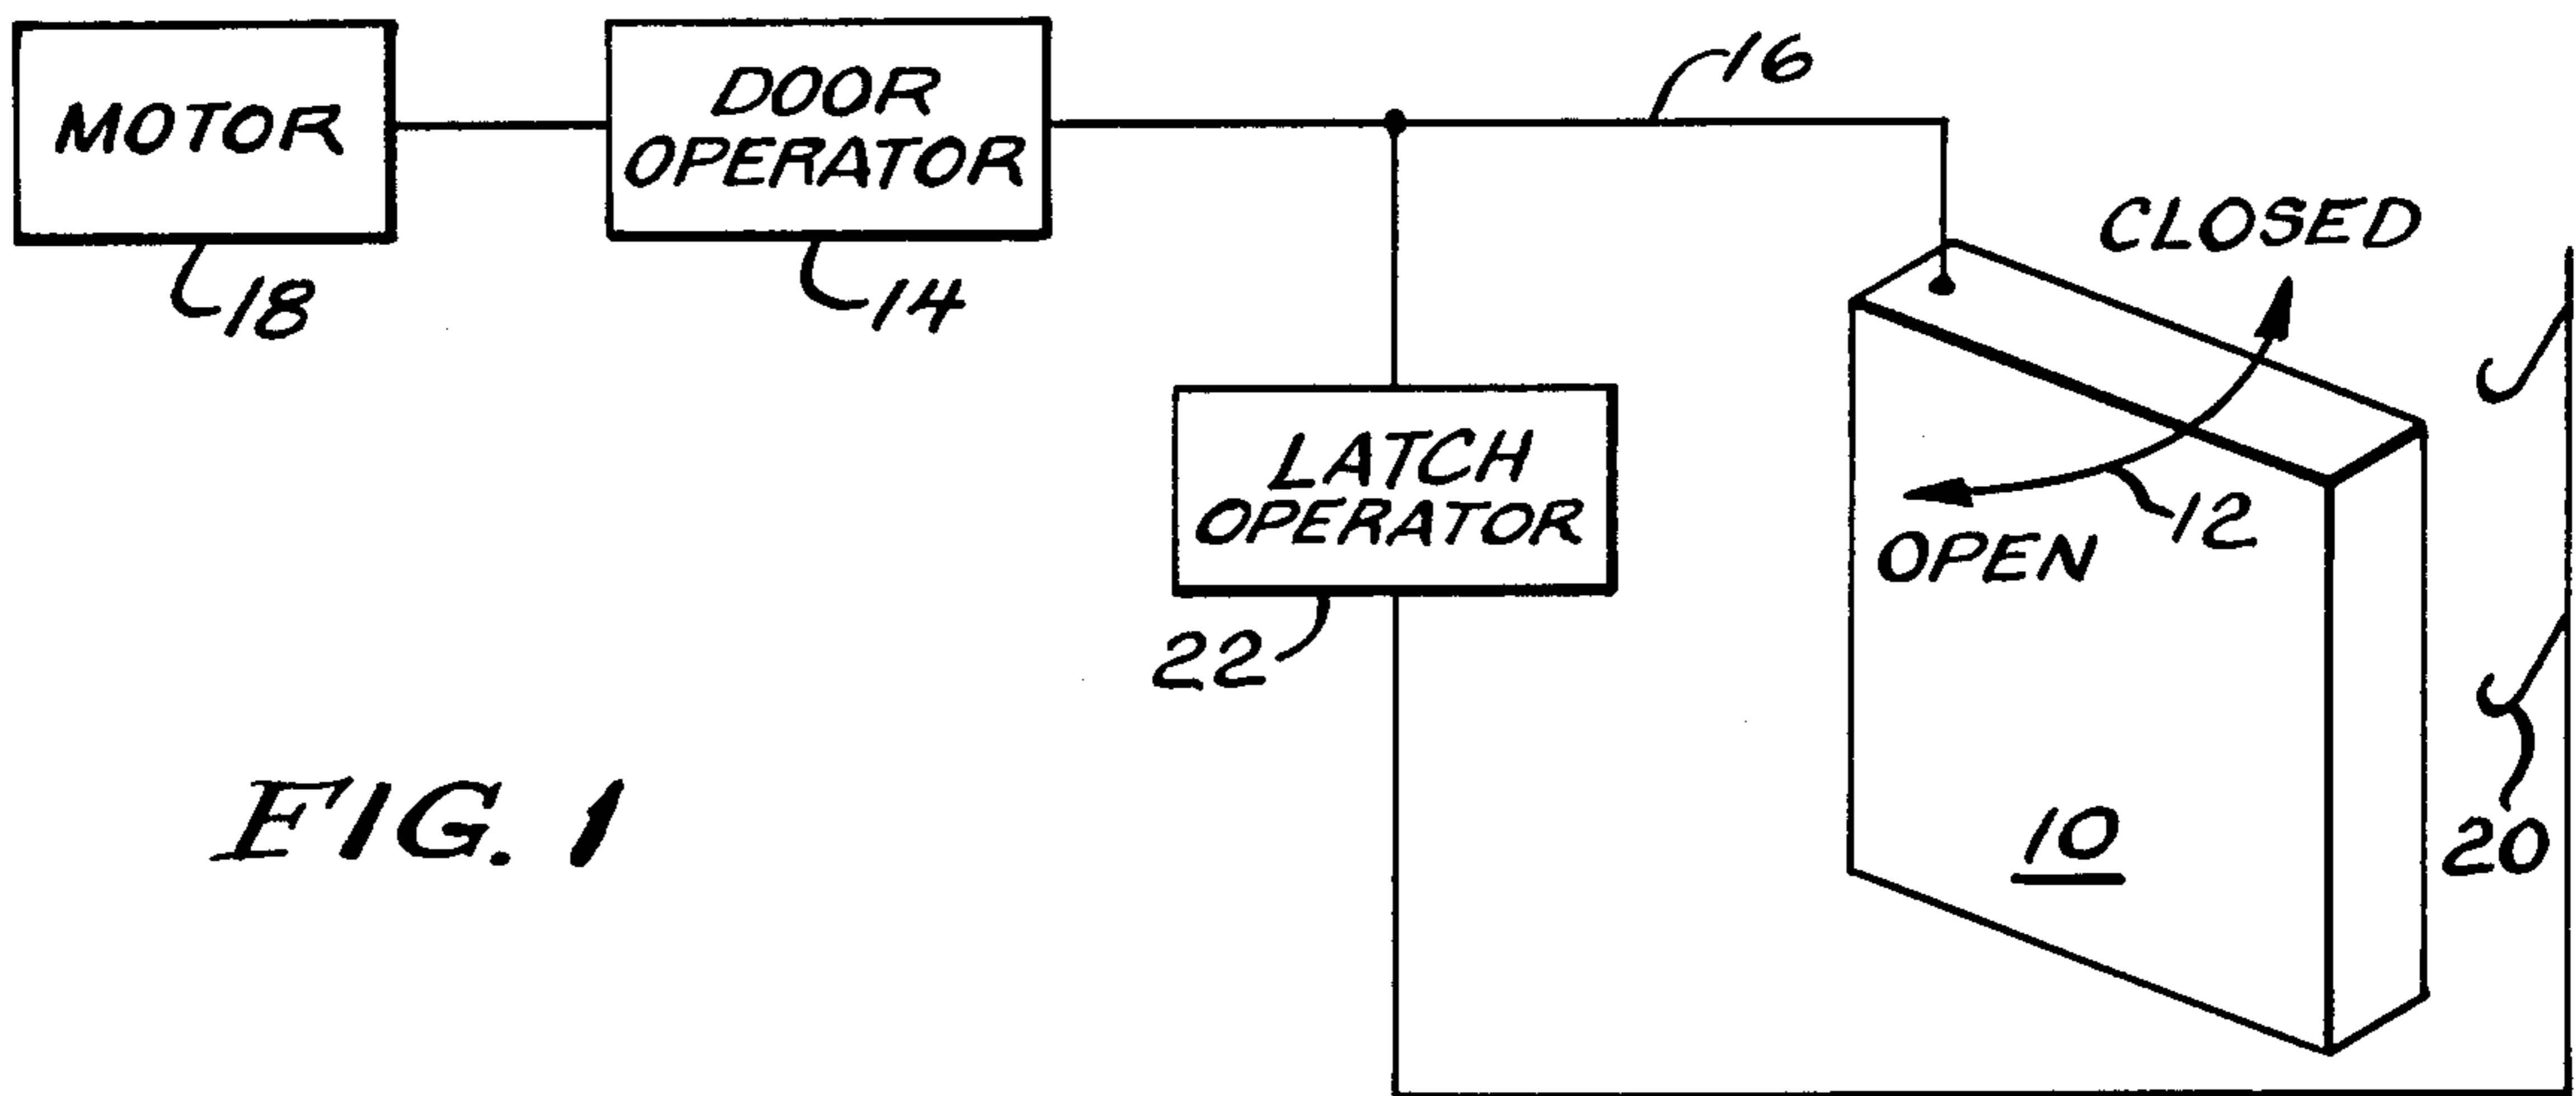 MOTOR
18
DOOR
OPERATOR
14
16
CLOSED
12
OPEN
LATCH
OPERATOR
22
10
20
FIG. 1